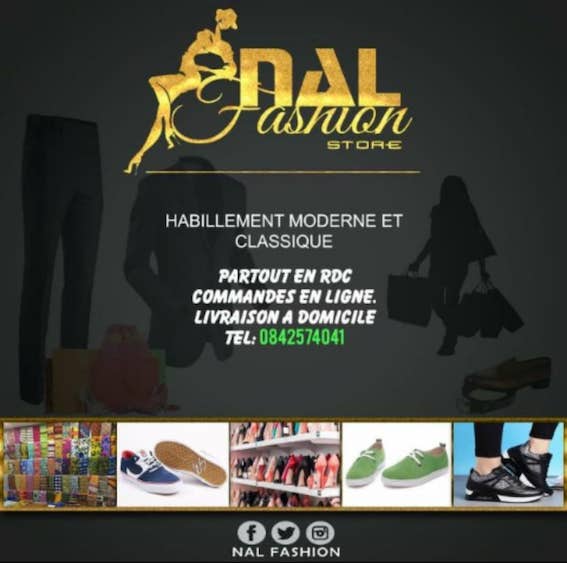 NAL
Fashion
STORE
HABILLEMENT MODERNE ET
CLASSIQUE
PARTOUT EN RDC
COMMANDES EN LIGNE.
LIVRAISON A DOMICILE
TEL: 0842574041
NAL FASHION